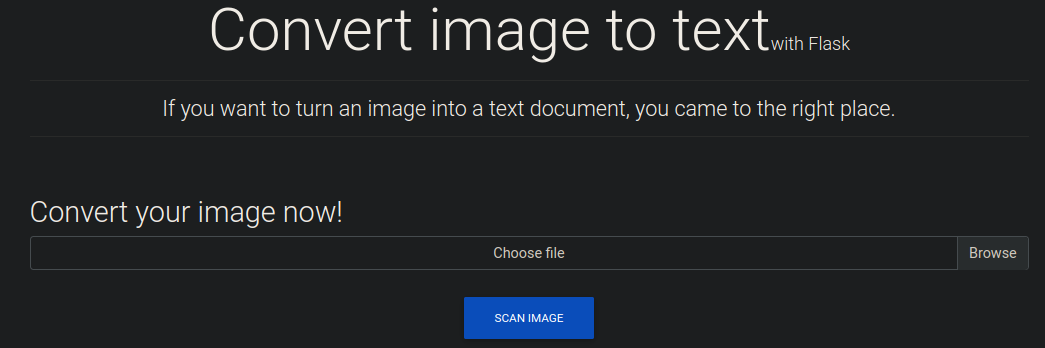 Convert image to text with Flask
If you want to turn an image into a text document, you came to the right place.
Convert your image now!
Choose file Browse
SCAN IMAGE